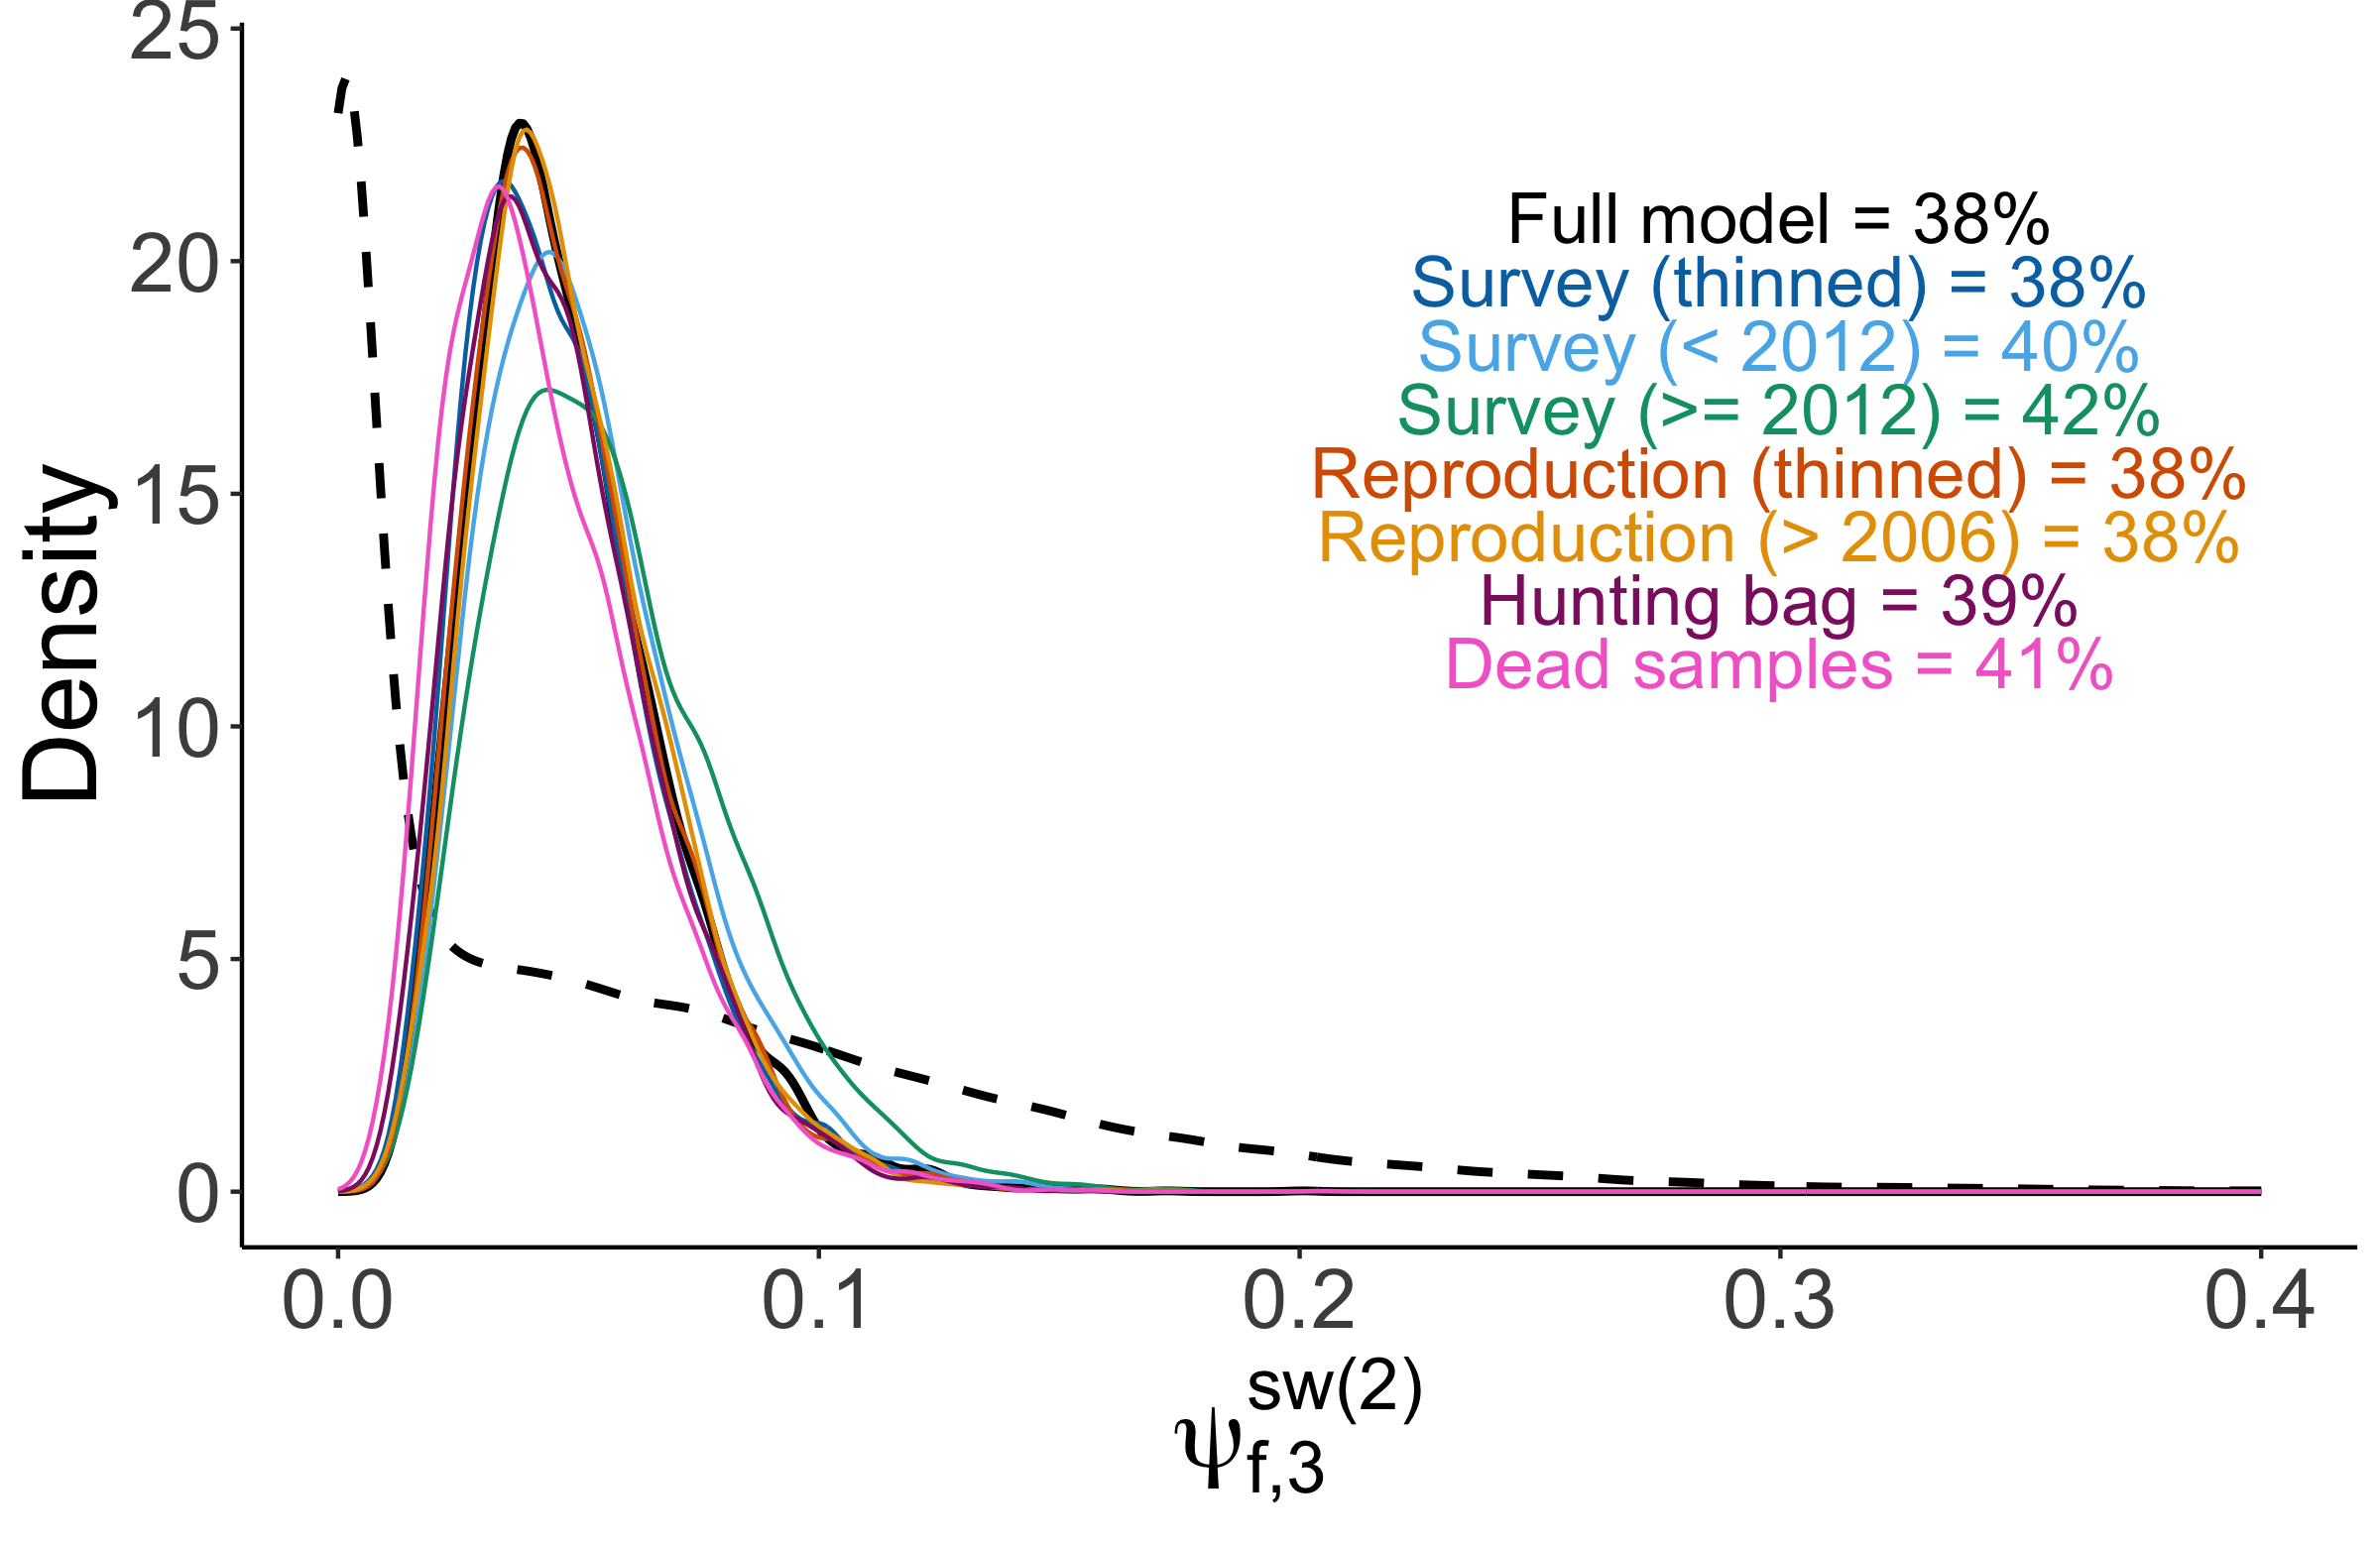 25
20
15
10
5
0
Density
Full model = 38%
Survey (thinned) = 38%
Survey (< 2012) = 40%
Survey (>= 2012) = 42%
Reproduction (thinned) = 38%
Reproduction (> 2006) = 38%
Hunting bag = 39%
Dead samples = 41%
0.0 0.1 0.2 0.3 0.4
sw(2)
ψf,3